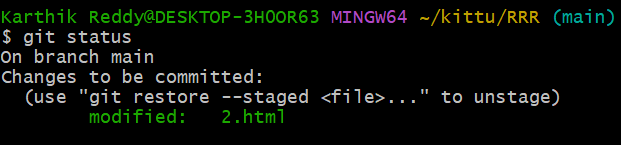 Karthik Reddy@DESKTOP-3HOOR63 MINGW64 ~/kittu/RRR (main)
$ git status
On branch main
Changes to be committed:
  (use "git restore --staged <file>..." to unstage)
        modified:   2.html